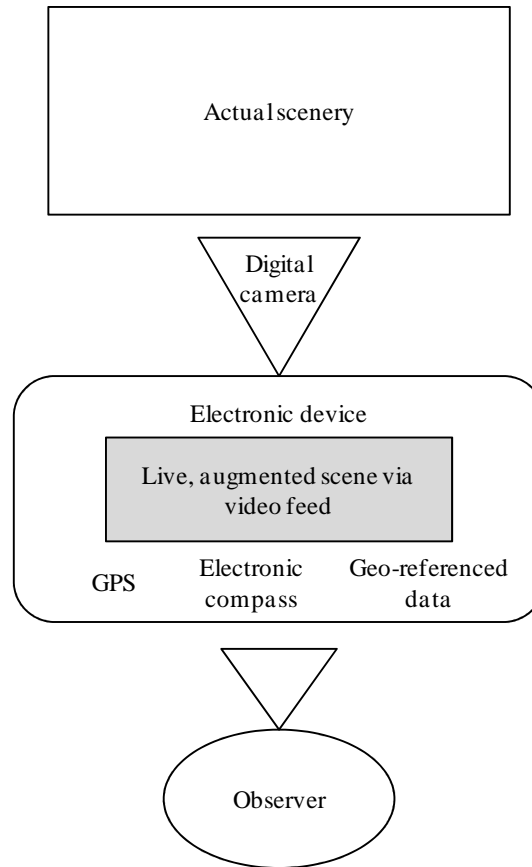 Actual scenery
Digital
camera
Electronic device
Live, augmented scene via
video feed
GPS
Electronic
compass
Geo-referenced
data
Observer